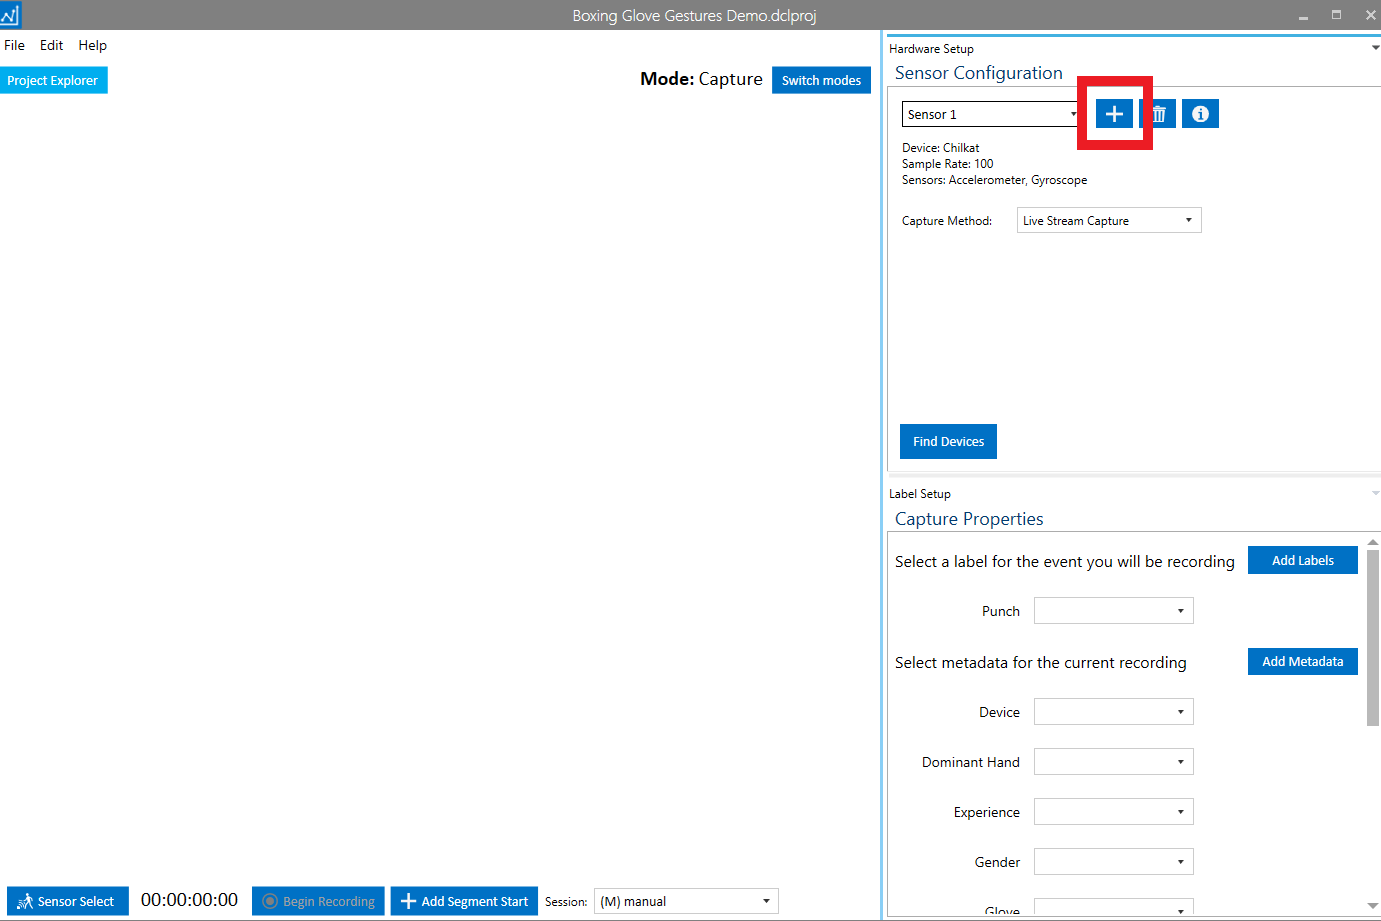 Boxing Glove Gestures Demo.dclproj
File Edit Help
Project Explorer
Mode: Capture
Switch modes
Hardware Setup
Sensor Configuration
Sensor 1
Device: Chilkat
Sample Rate: 100
Sensors: Accelerometer, Gyroscope
Capture Method: Live Stream Capture
Find Devices
Label Setup
Capture Properties
Select a label for the event you will be recording
Add Labels
Punch
Select metadata for the current recording
Add Metadata
Device
Dominant Hand
Experience
Gender
Glove
Sensor Select
00:00:00:00
Begin Recording
Add Segment Start
Session: (M) manual